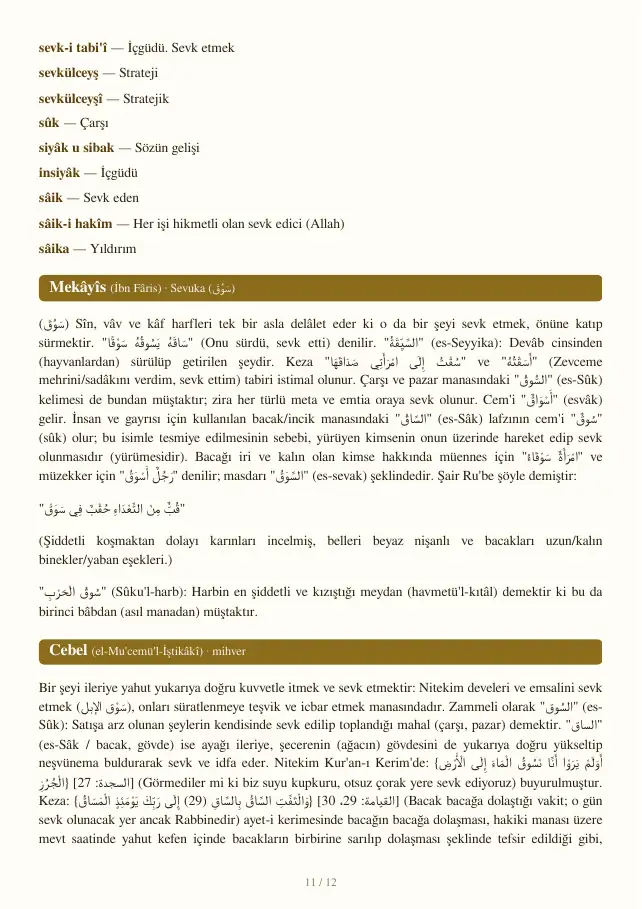 sevk-i tabi'î — İçgüdü. Sevk etmek
sevkülceyş — Strateji
sevkülceyşî — Stratejik
sûk — Çarşı
siyâk u sibak — Sözün gelişi
insiyâk — İçgüdü
sâik — Sevk eden
sâik-i hakîm — Her işi hikmetli olan sevk edici (Allah)
sâika — Yıldırım
Mekâyîs (İbn Fâris) · Sevuka (سَوُقَ)
(سَوُقَ) Sîn, vâv ve kâf harfleri tek bir asla delâlet eder ki o da bir şeyi sevk etmek, önüne katıp
sürmektir. "سَاقَهُ يَسُوقُهُ سَوْقًا" (Onu sürdü, sevk etti) denilir. "السَّيِّقَةُ" (es-Seyyika): Devâb cinsinden
(hayvanlardan) sürülüp getirilen şeydir. Keza "سُقْتُ إِلَى امْرَأَتِي صَدَاقَهَا" ve "أَسَقْتُهُ" (Zevceme
mehrini/sadâkını verdim, sevk ettim) tabiri istimal olunur. Çarşı ve pazar manasındaki "السُّوقُ" (es-Sûk)
kelimesi de bundan müştaktır; zira her türlü meta ve emtia oraya sevk olunur. Cem'i "أَسْوَاقٌ" (esvâk)
gelir. İnsan ve gayrısı için kullanılan bacak/incik manasındaki "السَّاقُ" (es-Sâk) lafzının cem'i "سُوقٌ"
(sûk) olur; bu isimle tesmiye edilmesinin sebebi, yürüyen kimsenin onun üzerinde hareket edip sevk
olunmasıdır (yürümesidir). Bacağı iri ve kalın olan kimse hakkında müennes için "امْرَأَةٌ سَوْقَاءُ" ve
müzekker için "رَجُلٌ أَسْوَقُ" denilir; masdarı "السَّوَقُ" (es-sevak) şeklindedir. Şair Ru'be şöyle demiştir:
"قُبٌّ مِنَ التَّعْدَاءِ حُقْبٌ فِي سَوَقْ"
(Şiddetli koşmaktan dolayı karınları incelmiş, belleri beyaz nişanlı ve bacakları uzun/kalın
binekler/yaban eşekleri.)
"سُوقُ الْحَرْبِ" (Sûku'l-harb): Harbin en şiddetli ve kızıştığı meydan (havmetü'l-kıtâl) demektir ki bu da
birinci bâbdan (asıl manadan) müştaktır.
Cebel (el-Mu'cemü'l-İştikâkî) · mihver
Bir şeyi ileriye yahut yukarıya doğru kuvvetle itmek ve sevk etmektir: Nitekim develeri ve emsalini sevk
etmek (سَوْق الإبل), onları süratlenmeye teşvik ve icbar etmek manasındadır. Zammeli olarak "السُّوق" (es-
Sûk): Satışa arz olunan şeylerin kendisinde sevk edilip toplandığı mahal (çarşı, pazar) demektir. "الساق"
(es-Sâk / bacak, gövde) ise ayağı ileriye, şecerenin (ağacın) gövdesini de yukarıya doğru yükseltip
neşvünema buldurarak sevk ve idfa eder. Nitekim Kur'an-ı Kerim'de: {أَوَلَمْ يَرَوْا أَنَّا نَسُوقُ الْمَاءَ إِلَى الْأَرْضِ
الْجُرُزِ} [السجدة: 27] (Görmediler mi ki biz suyu kupkuru, otsuz çorak yere sevk ediyoruz) buyurulmuştur.
Keza: {وَالْتَفَّتِ السَّاقُ بِالسَّاقِ (29) إِلَى رَبِّكَ يَوْمَئِذٍ الْمَسَاقُ} [القيامة: 29، 30] (Bacak bacağa dolaştığı vakit; o gün
sevk olunacak yer ancak Rabbinedir) ayet-i kerimesinde bacağın bacağa dolaşması, hakiki manası üzere
mevt saatinde yahut kefen içinde bacakların birbirine sarılıp dolaşması şeklinde tefsir edildiği gibi,
11 / 12